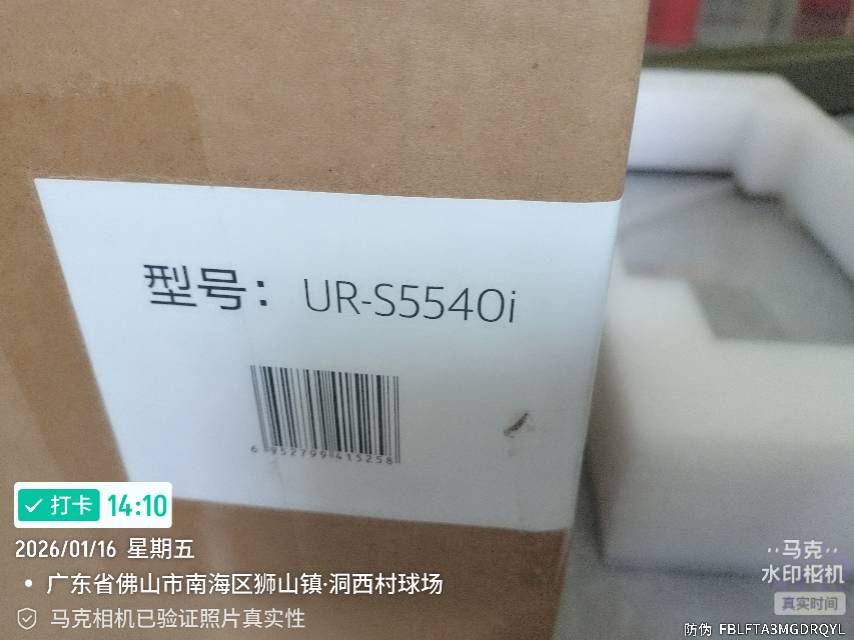 型号：UR-S5540i
6 952799 415258
打卡 14:10
2026/01/16 星期五
广东省佛山市南海区狮山镇·洞西村球场
马克相机已验证照片真实性
马克
水印相机
真实时间
防伪 FBLFTA3MGDRQYL